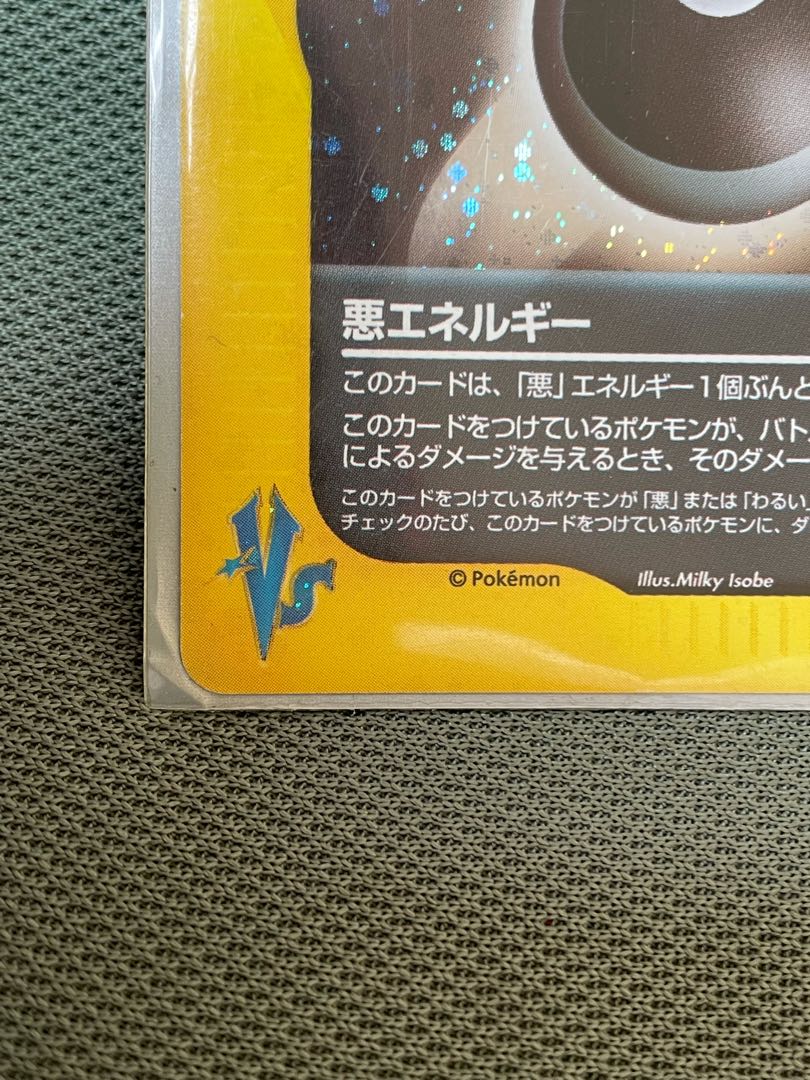 悪エネルギー
このカードは、「悪」エネルギー1個ぶんと
このカードをつけているポケモンが、バト
によるダメージを与えるとき、そのダメー
このカードをつけているポケモンが「悪」または「わるい」
チェックのたび、このカードをつけているポケモンに、ダ
VS
© Pokémon Illus.Milky Isobe